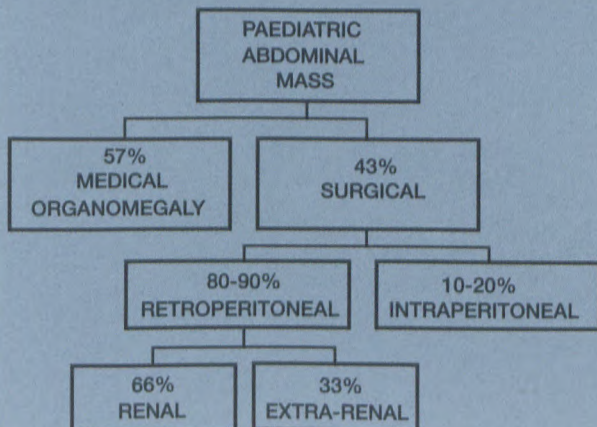 PAEDIATRIC
ABDOMINAL
MASS
57%
MEDICAL
ORGANOMEGALY
43%
SURGICAL
80-90%
RETROPERITONEAL
10-20%
INTRAPERITONEAL
66%
RENAL
33%
EXTRA-RENAL